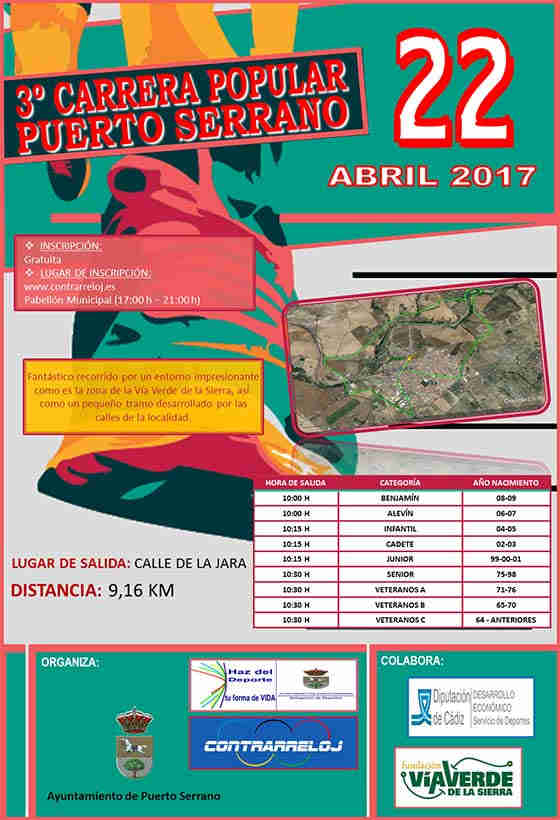 3º CARRERA POPULAR
PUERTO SERRANO
22
ABRIL 2017
❖ INSCRIPCIÓN:
Gratuita
❖ LUGAR DE INSCRIPCIÓN:
www.contrarreloj.es
Pabellón Municipal (17:00 h – 21:00 h)
Fantástico recorrido por un entorno impresionante
como es la zona de la Vía Verde de la Sierra, así
como un pequeño tramo desarrollado por las
calles de la localidad.
HORA DE SALIDA CATEGORÍA AÑO NACIMIENTO
10:00 H BENJAMÍN 08-09
10:00 H ALEVÍN 06-07
10:15 H INFANTIL 04-05
10:15 H CADETE 02-03
10:15 H JUNIOR 99-00-01
10:30 H SENIOR 75-98
10:30 H VETERANOS A 71-76
10:30 H VETERANOS B 65-70
10:30 H VETERANOS C 64 - ANTERIORES
LUGAR DE SALIDA: CALLE DE LA JARA
DISTANCIA: 9,16 KM
ORGANIZA:
Haz del
Deporte
tu forma de VIDA
CONTRARRELOJ
Ayuntamiento de Puerto Serrano
COLABORA:
Diputación
de Cádiz
DESARROLLO
ECONÓMICO
Servicio de Deportes
fundación
VÍAVERDE
DE LA SIERRA